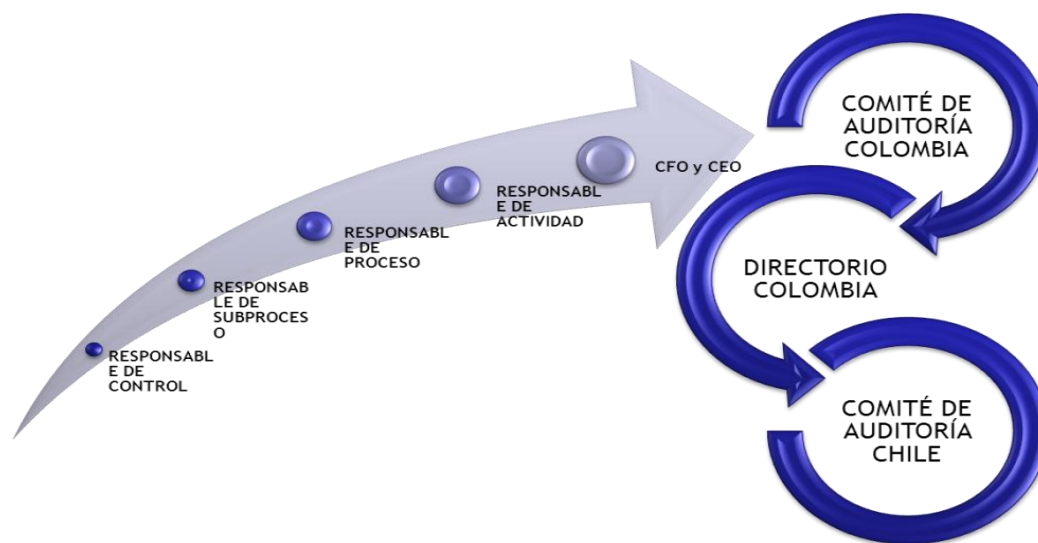 RESPONSABL
E DE
CONTROL
RESPONSAB
LE DE
SUBPROCES
O
RESPONSABL
E DE
PROCESO
RESPONSABL
E DE
ACTIVIDAD
CFO y CEO
COMITÉ DE
AUDITORÍA
COLOMBIA
DIRECTORIO
COLOMBIA
COMITÉ DE
AUDITORÍA
CHILE